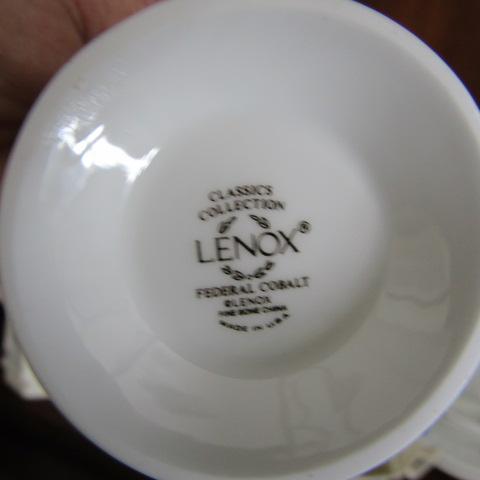 CLASSICS
COLLECTION
LENOX®
FEDERAL COBALT
©LENOX
FINE BONE CHINA
MADE IN U.S.A.